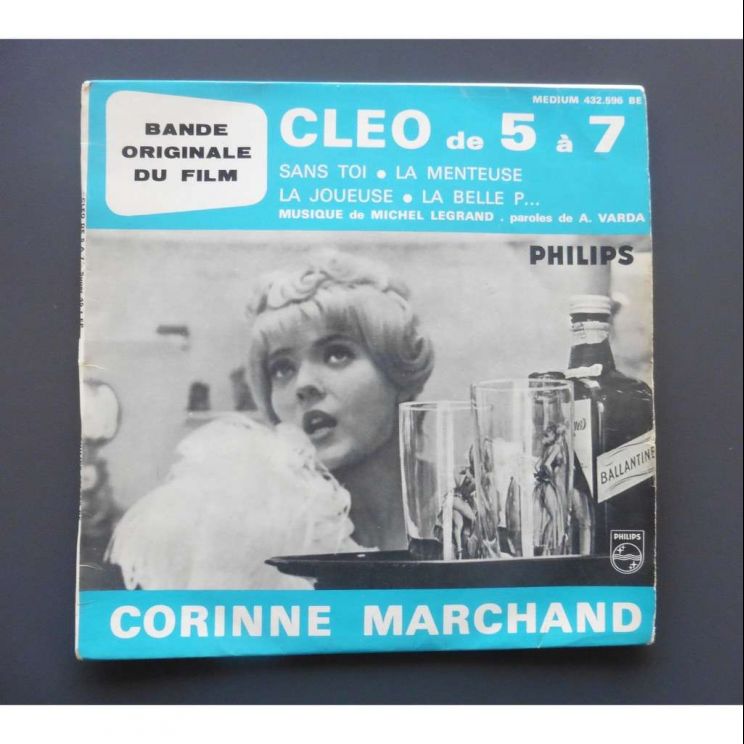 MEDIUM 432.596 BE
BANDE
ORIGINALE
DU FILM
CLEO de 5 à 7
SANS TOI • LA MENTEUSE
LA JOUEUSE • LA BELLE P...
MUSIQUE de MICHEL LEGRAND . paroles de A. VARDA
PHILIPS
BALLANTINE
PHILIPS
CORINNE MARCHAND